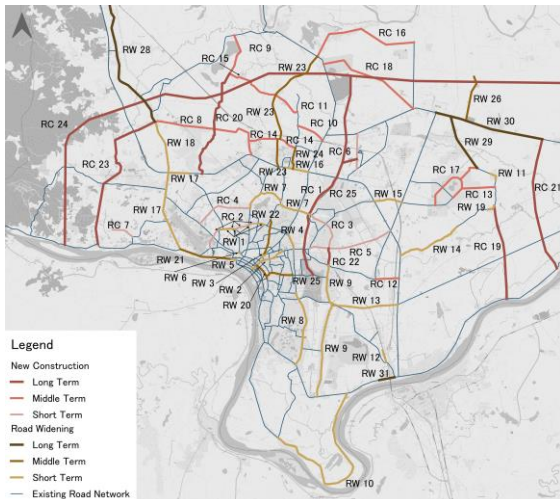 RC 16
RC 9
RW 28
RC 15
RW 23
RC 18
RW 26
RC 20
RW 23
RC 11
RC 24
RC 8
RC 10
RW 30
RW 18
RC 14
RC 14
RW 29
RC 23
RW 24
RC 6
RW 16
RW 23
RC 17
RW 11
RW 17
RC 21
RW 7
RC 1
RC 25
RW 15
RC 13
RC 4
RW 17
RC 2
RW 22
RW 7
RW 19
RC 7
RW 1
RW 4
RC 3
RW 14
RC 19
RW 21
RW 5
RC 5
RC 22
RW 6
RW 3
RW 25
RW 9
RC 12
RW 2
RW 20
RW 13
RW 8
RW 9
RW 12
RW 31
RW 10
Legend
New Construction
Long Term
Middle Term
Short Term
Road Widening
Long Term
Middle Term
Short Term
Existing Road Network